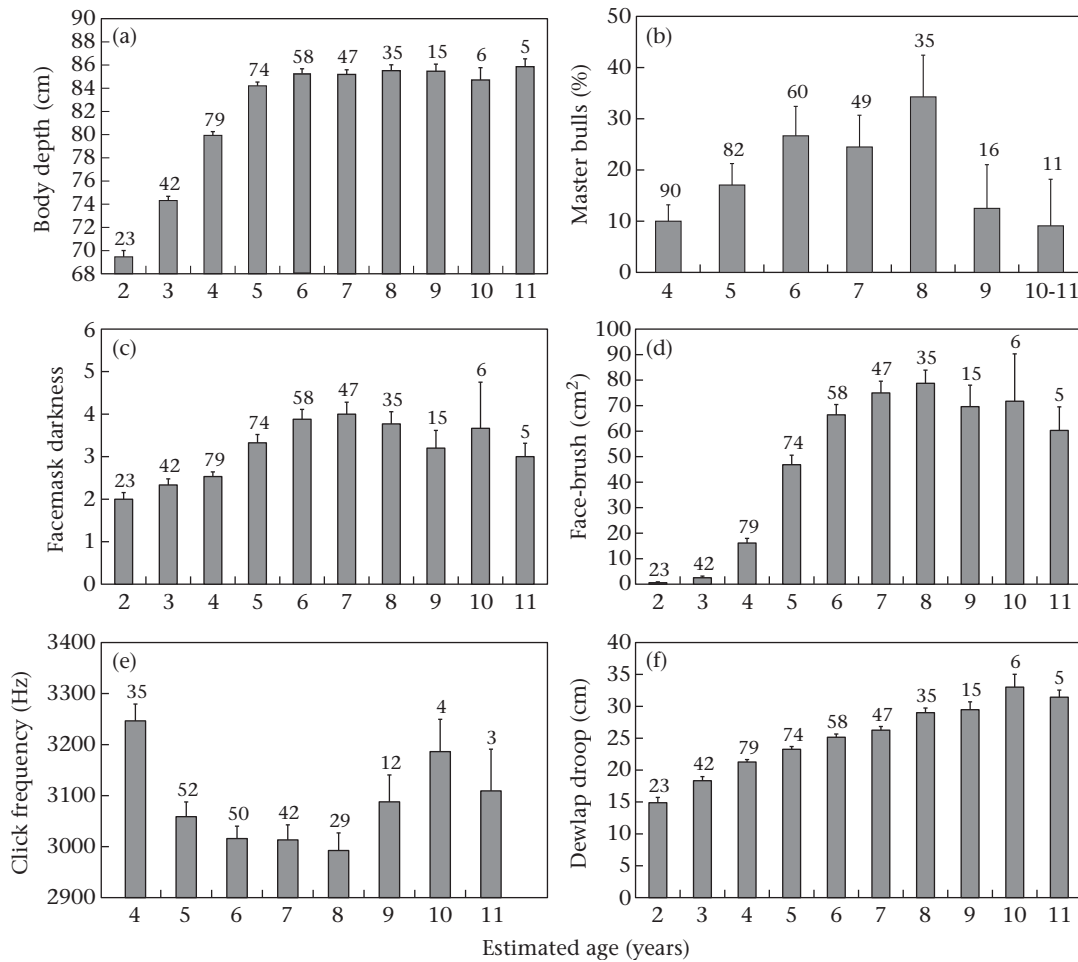 (a)
Body depth (cm)
90
88
86
84
82
80
78
76
74
72
70
68
23 42 79 74 58 47 35 15 6 5
2 3 4 5 6 7 8 9 10 11
(b)
Master bulls (%)
50
40
30
20
10
0
90 82 60 49 35 16 11
4 5 6 7 8 9 10-11
(c)
Facemask darkness
6
5
4
3
2
1
0
23 42 79 74 58 47 35 15 6 5
2 3 4 5 6 7 8 9 10 11
(d)
Face-brush (cm²)
100
90
80
70
60
50
40
30
20
10
0
23 42 79 74 58 47 35 15 6 5
2 3 4 5 6 7 8 9 10 11
(e)
Click frequency (Hz)
3400
3300
3200
3100
3000
2900
35 52 50 42 29 12 4 3
4 5 6 7 8 9 10 11
(f)
Dewlap droop (cm)
40
35
30
25
20
15
10
5
0
23 42 79 74 58 47 35 15 6 5
2 3 4 5 6 7 8 9 10 11
Estimated age (years)